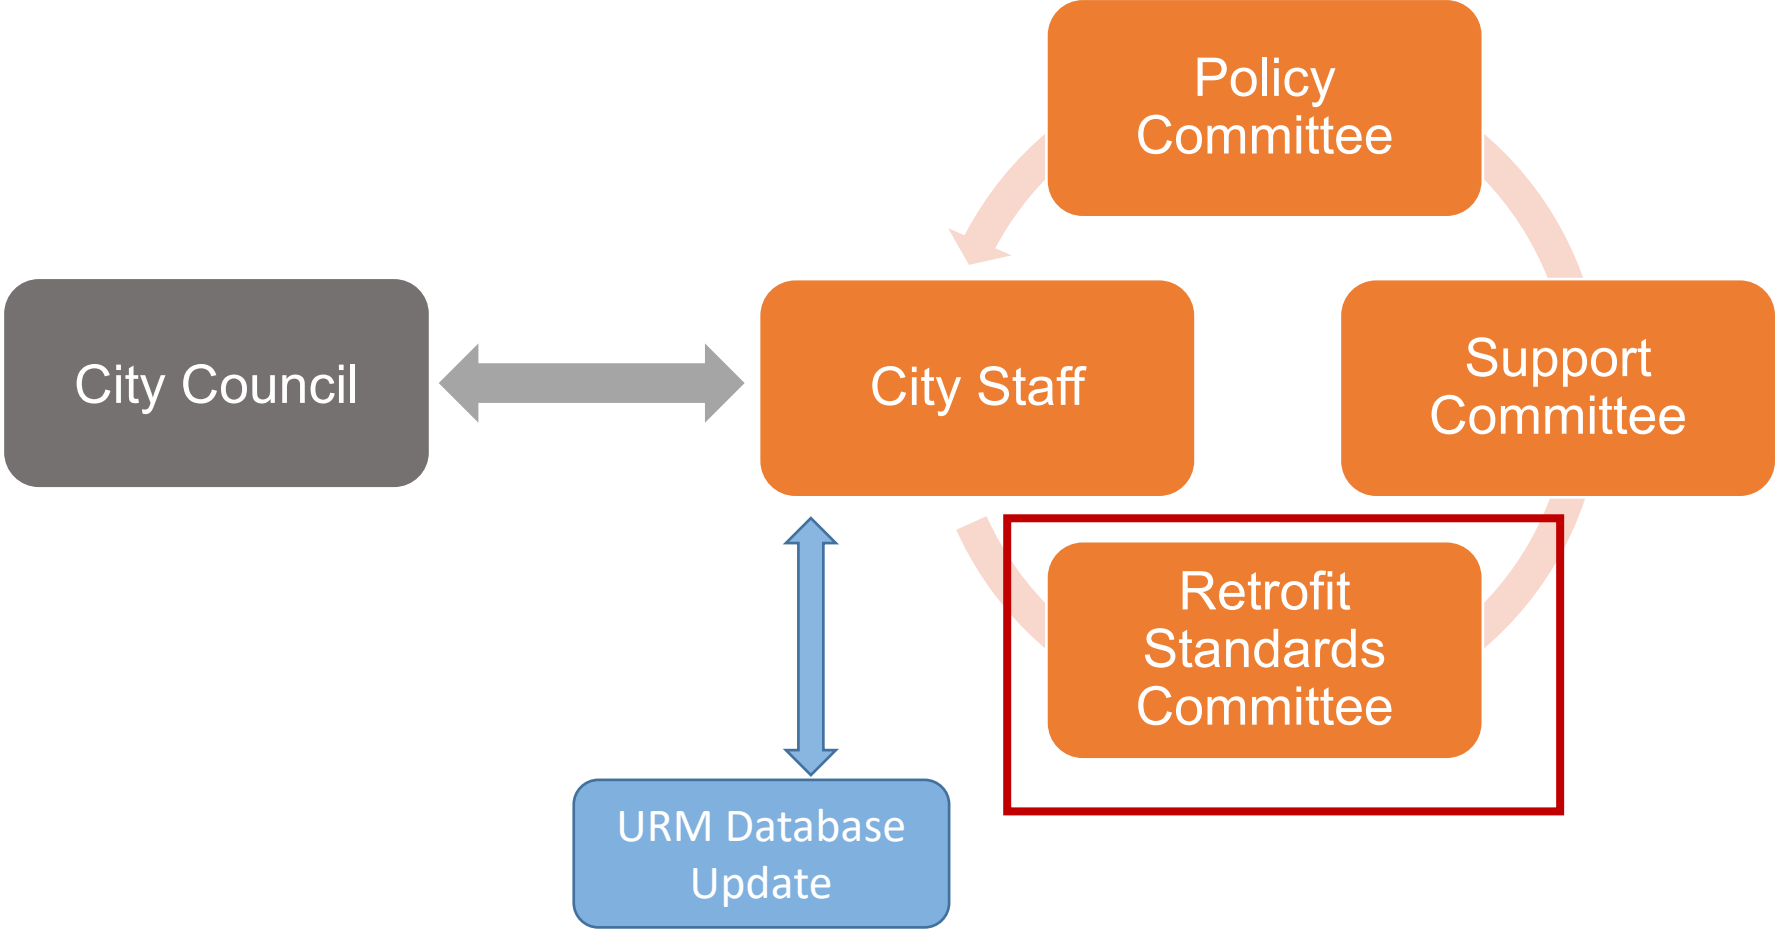 Policy
Committee
City Council
City Staff
Support
Committee
Retrofit
Standards
Committee
URM Database
Update